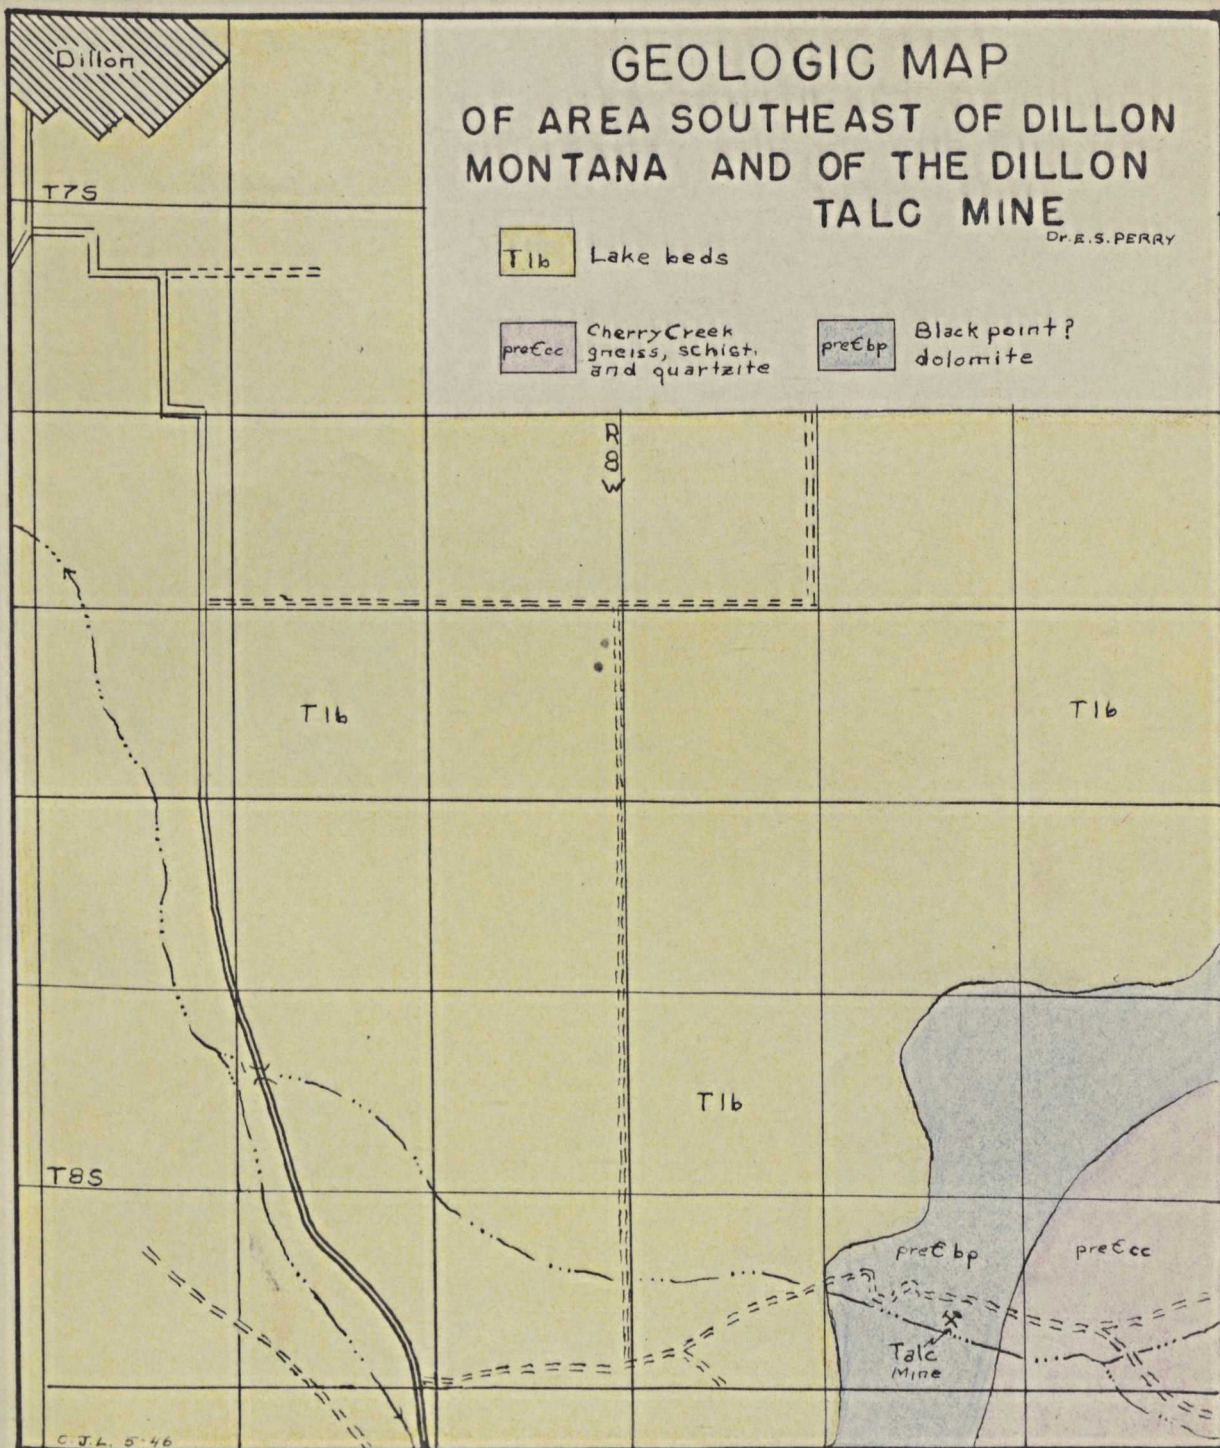 Dillon
GEOLOGIC MAP
OF AREA SOUTHEAST OF DILLON
MONTANA AND OF THE DILLON
TALC MINE
Dr. E.S. PERRY
T7S
Tlb Lake beds
pre€cc Cherry Creek
gneiss, schist,
and quartzite
pre€bp Black point?
dolomite
R
8
W
Tlb
Tlb
Tlb
T8S
pre€bp
pre€cc
Talc
Mine
C.J.L. 5-46